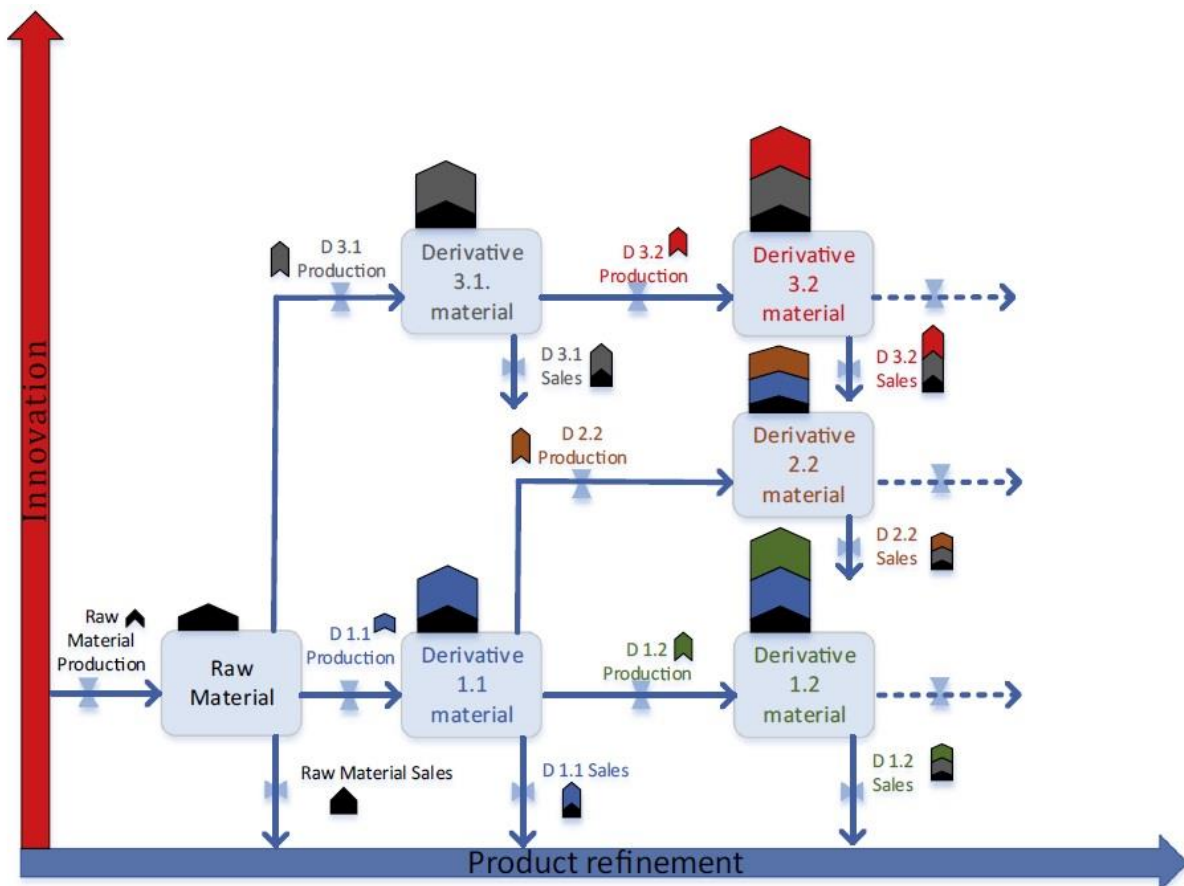 Innovation
D 3.1
Production
Derivative
3.1.
material
D 3.2
Production
Derivative
3.2
material
D 3.1
Sales
D 3.2
Sales
D 2.2
Production
Derivative
2.2
material
D 2.2
Sales
Raw
Material
Production
Raw
Material
D 1.1
Production
Derivative
1.1
material
D 1.2
Production
Derivative
1.2
material
Raw Material Sales
D 1.1 Sales
D 1.2
Sales
Product refinement